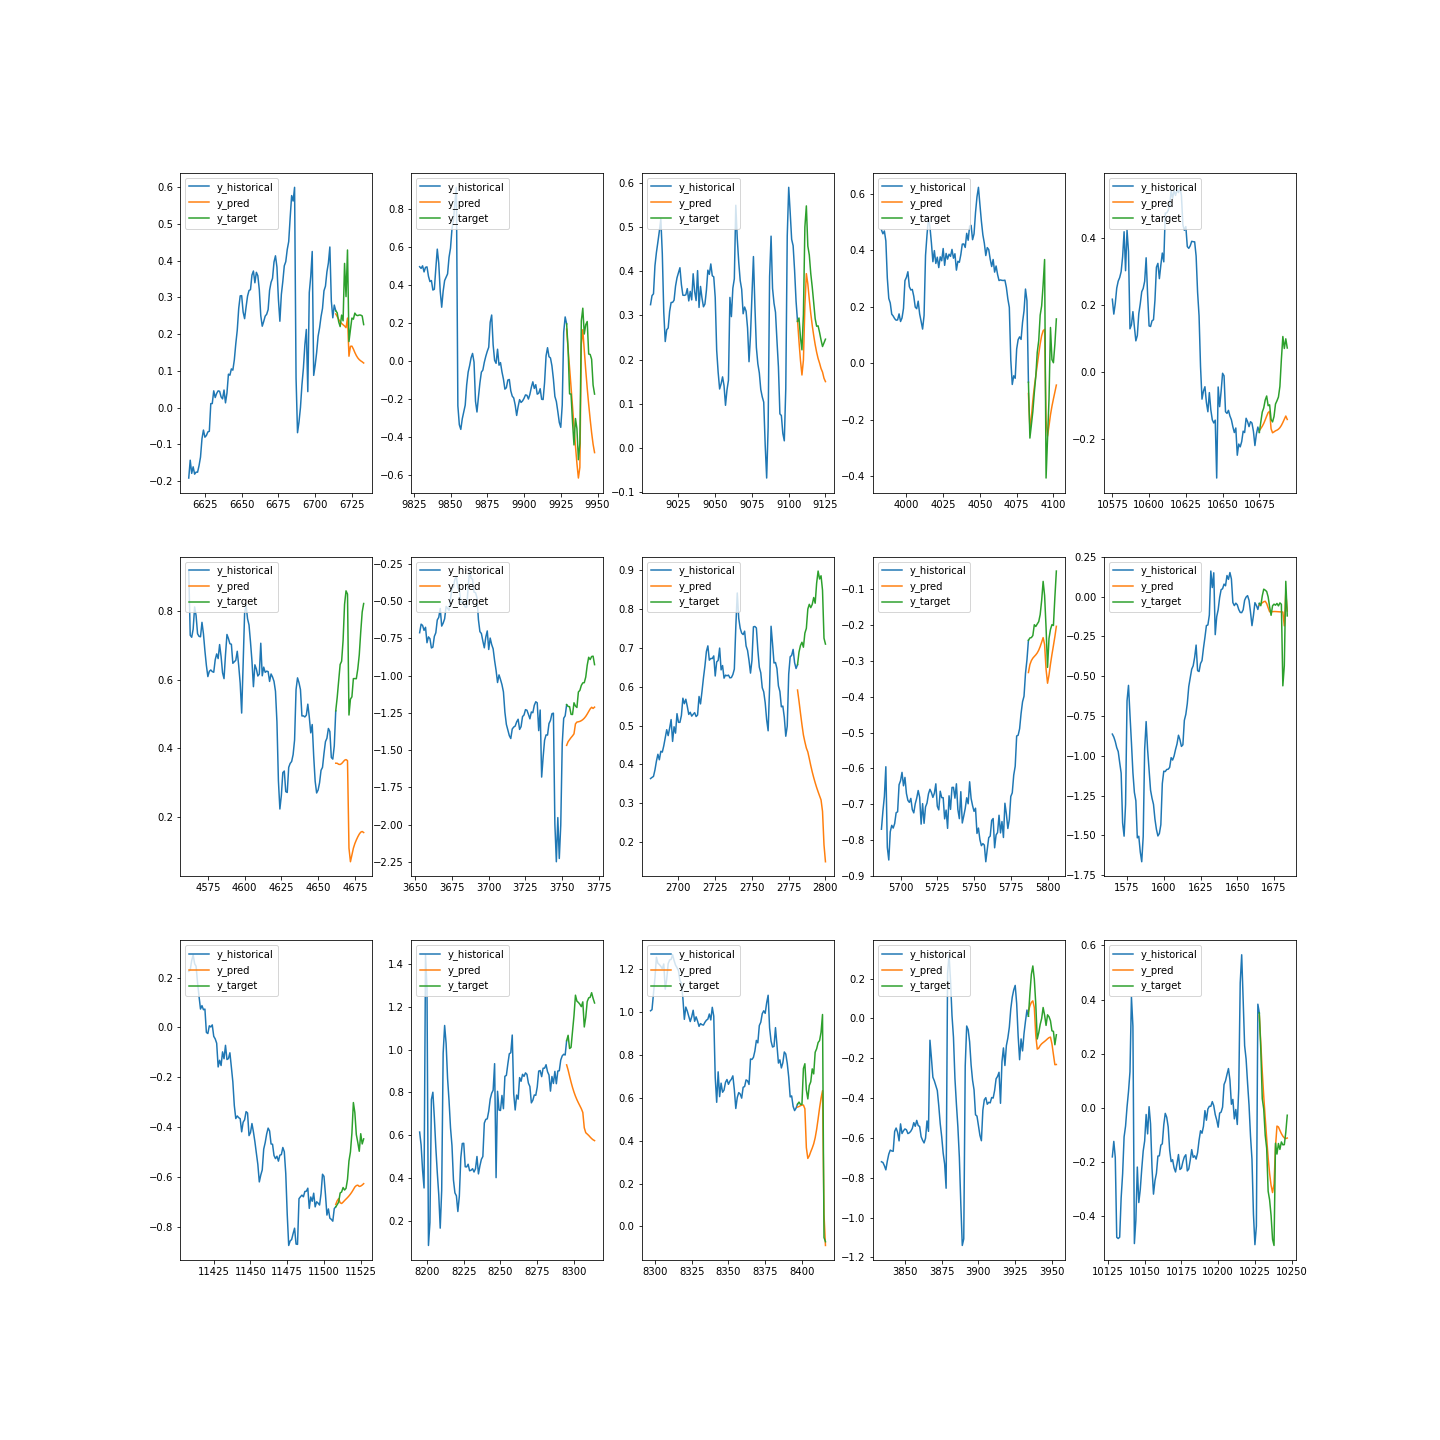 y_historical
y_pred
y_target
0.6
0.5
0.4
0.3
0.2
0.1
0.0
−0.1
−0.2
6625 6650 6675 6700 6725
y_historical
y_pred
y_target
0.8
0.6
0.4
0.2
0.0
−0.2
−0.4
−0.6
9825 9850 9875 9900 9925 9950
y_historical
y_pred
y_target
0.6
0.5
0.4
0.3
0.2
0.1
0.0
−0.1
9025 9050 9075 9100 9125
y_historical
y_pred
y_target
0.6
0.4
0.2
0.0
−0.2
−0.4
4000 4025 4050 4075 4100
y_historical
y_pred
y_target
0.4
0.2
0.0
−0.2
10575 10600 10625 10650 10675
y_historical
y_pred
y_target
0.8
0.6
0.4
0.2
4575 4600 4625 4650 4675
y_historical
y_pred
y_target
−0.25
−0.50
−0.75
−1.00
−1.25
−1.50
−1.75
−2.00
−2.25
3650 3675 3700 3725 3750 3775
y_historical
y_pred
y_target
0.9
0.8
0.7
0.6
0.5
0.4
0.3
0.2
2700 2725 2750 2775 2800
y_historical
y_pred
y_target
−0.1
−0.2
−0.3
−0.4
−0.5
−0.6
−0.7
−0.8
−0.9
5700 5725 5750 5775 5800
y_historical
y_pred
y_target
0.25
0.00
−0.25
−0.50
−0.75
−1.00
−1.25
−1.50
−1.75
1575 1600 1625 1650 1675
y_historical
y_pred
y_target
0.2
0.0
−0.2
−0.4
−0.6
−0.8
11425 11450 11475 11500 11525
y_historical
y_pred
y_target
1.4
1.2
1.0
0.8
0.6
0.4
0.2
8200 8225 8250 8275 8300
y_historical
y_pred
y_target
1.2
1.0
0.8
0.6
0.4
0.2
0.0
8300 8325 8350 8375 8400
y_historical
y_pred
y_target
0.2
0.0
−0.2
−0.4
−0.6
−0.8
−1.0
−1.2
3850 3875 3900 3925 3950
y_historical
y_pred
y_target
0.6
0.4
0.2
0.0
−0.2
−0.4
10125 10150 10175 10200 10225 10250